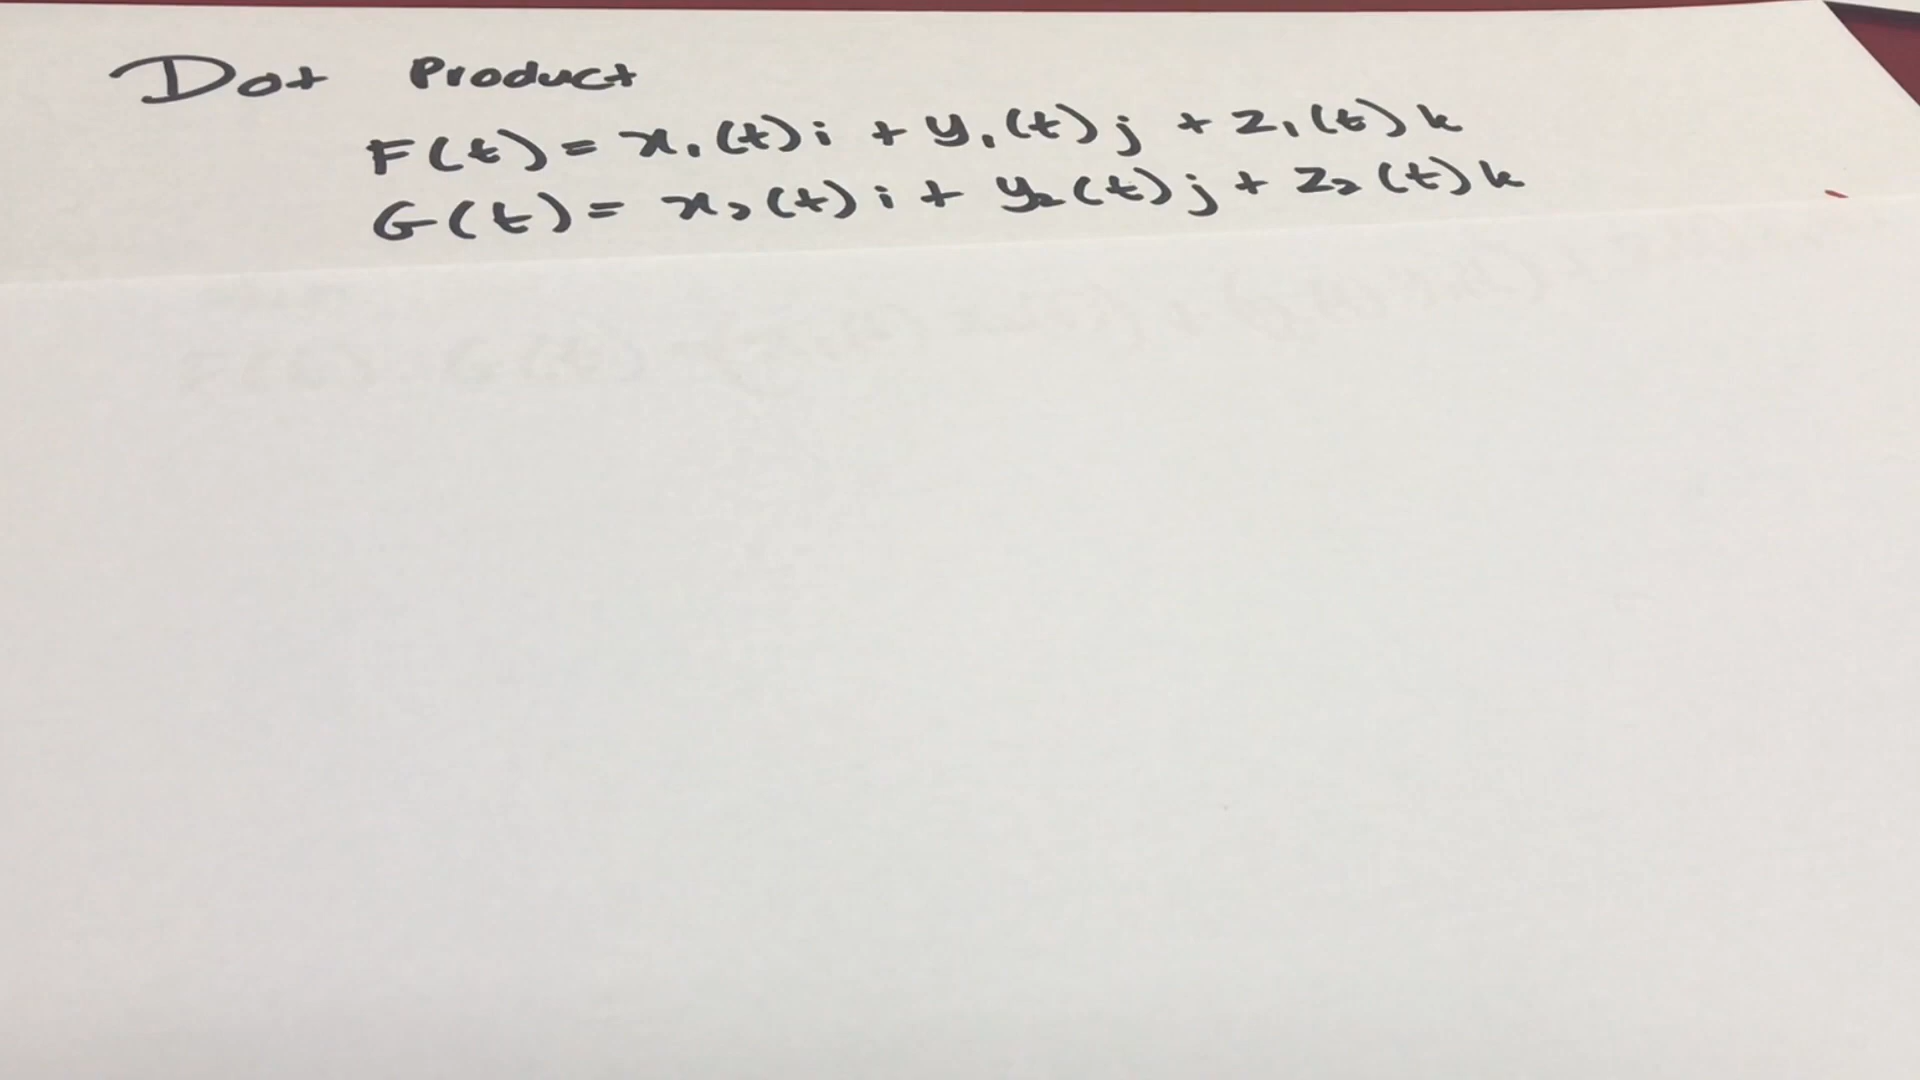 Dot Product
F(t) = x₁(t)i + y₁(t)j + z₁(t)k
G(t) = x₂(t)i + y₂(t)j + z₂(t)k